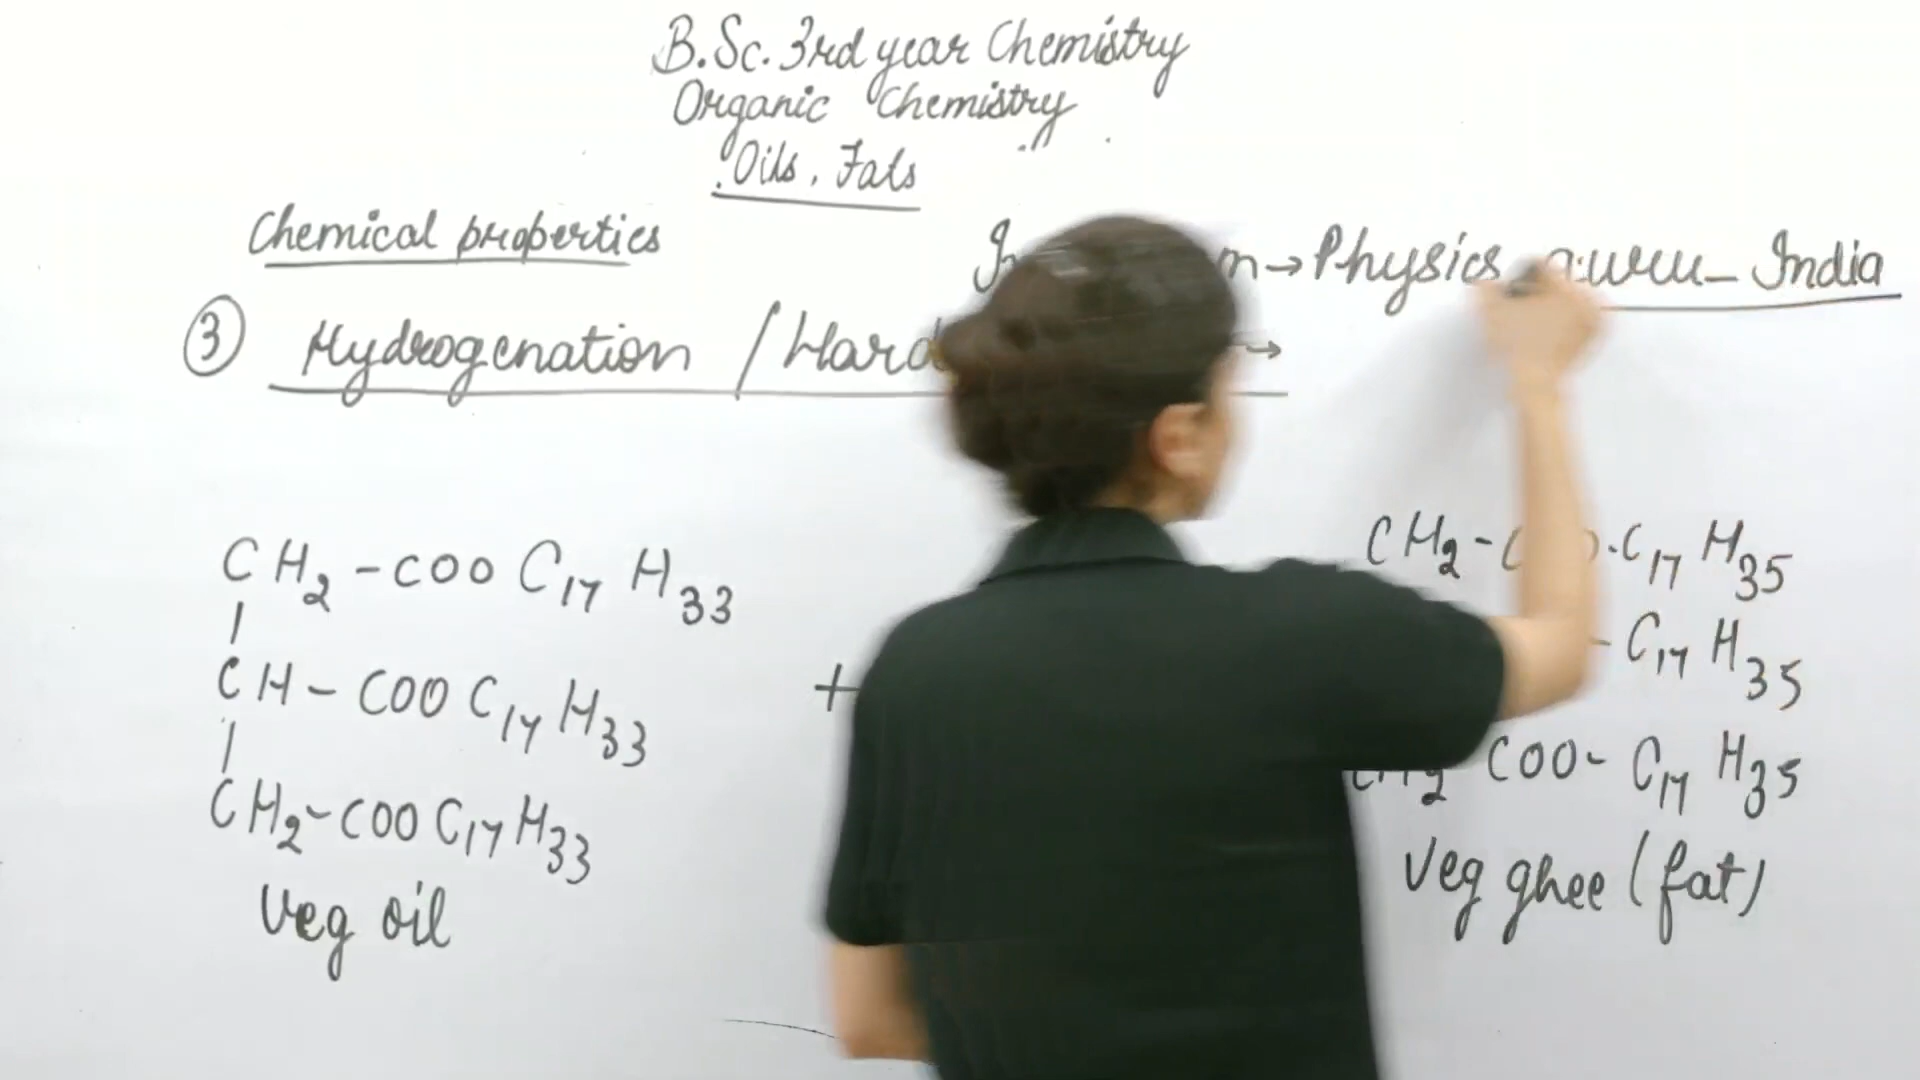 B.Sc. 3rd year Chemistry
Organic Chemistry
Oils, Fats
Chemical properties
→ Physics India
③ Hydrogenation / →
CH2 - COO C17 H33
CH - COO C17 H33
CH2 - COO C17 H33
Veg oil
+
CH2 - C17 H35
- C17 H35
CH2 COO - C17 H35
Veg ghee (fat)